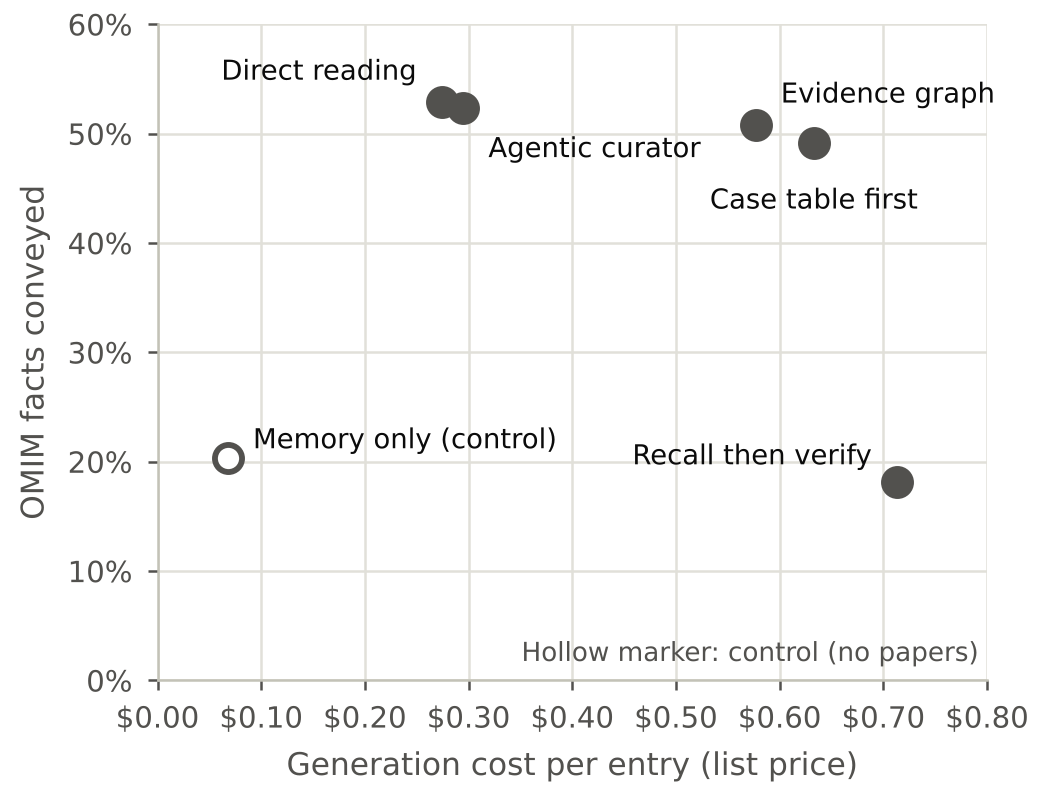 60%
50%
40%
30%
20%
10%
0%
OMIM facts conveyed
Direct reading
Agentic curator
Evidence graph
Case table first
Memory only (control)
Recall then verify
Hollow marker: control (no papers)
$0.00 $0.10 $0.20 $0.30 $0.40 $0.50 $0.60 $0.70 $0.80
Generation cost per entry (list price)